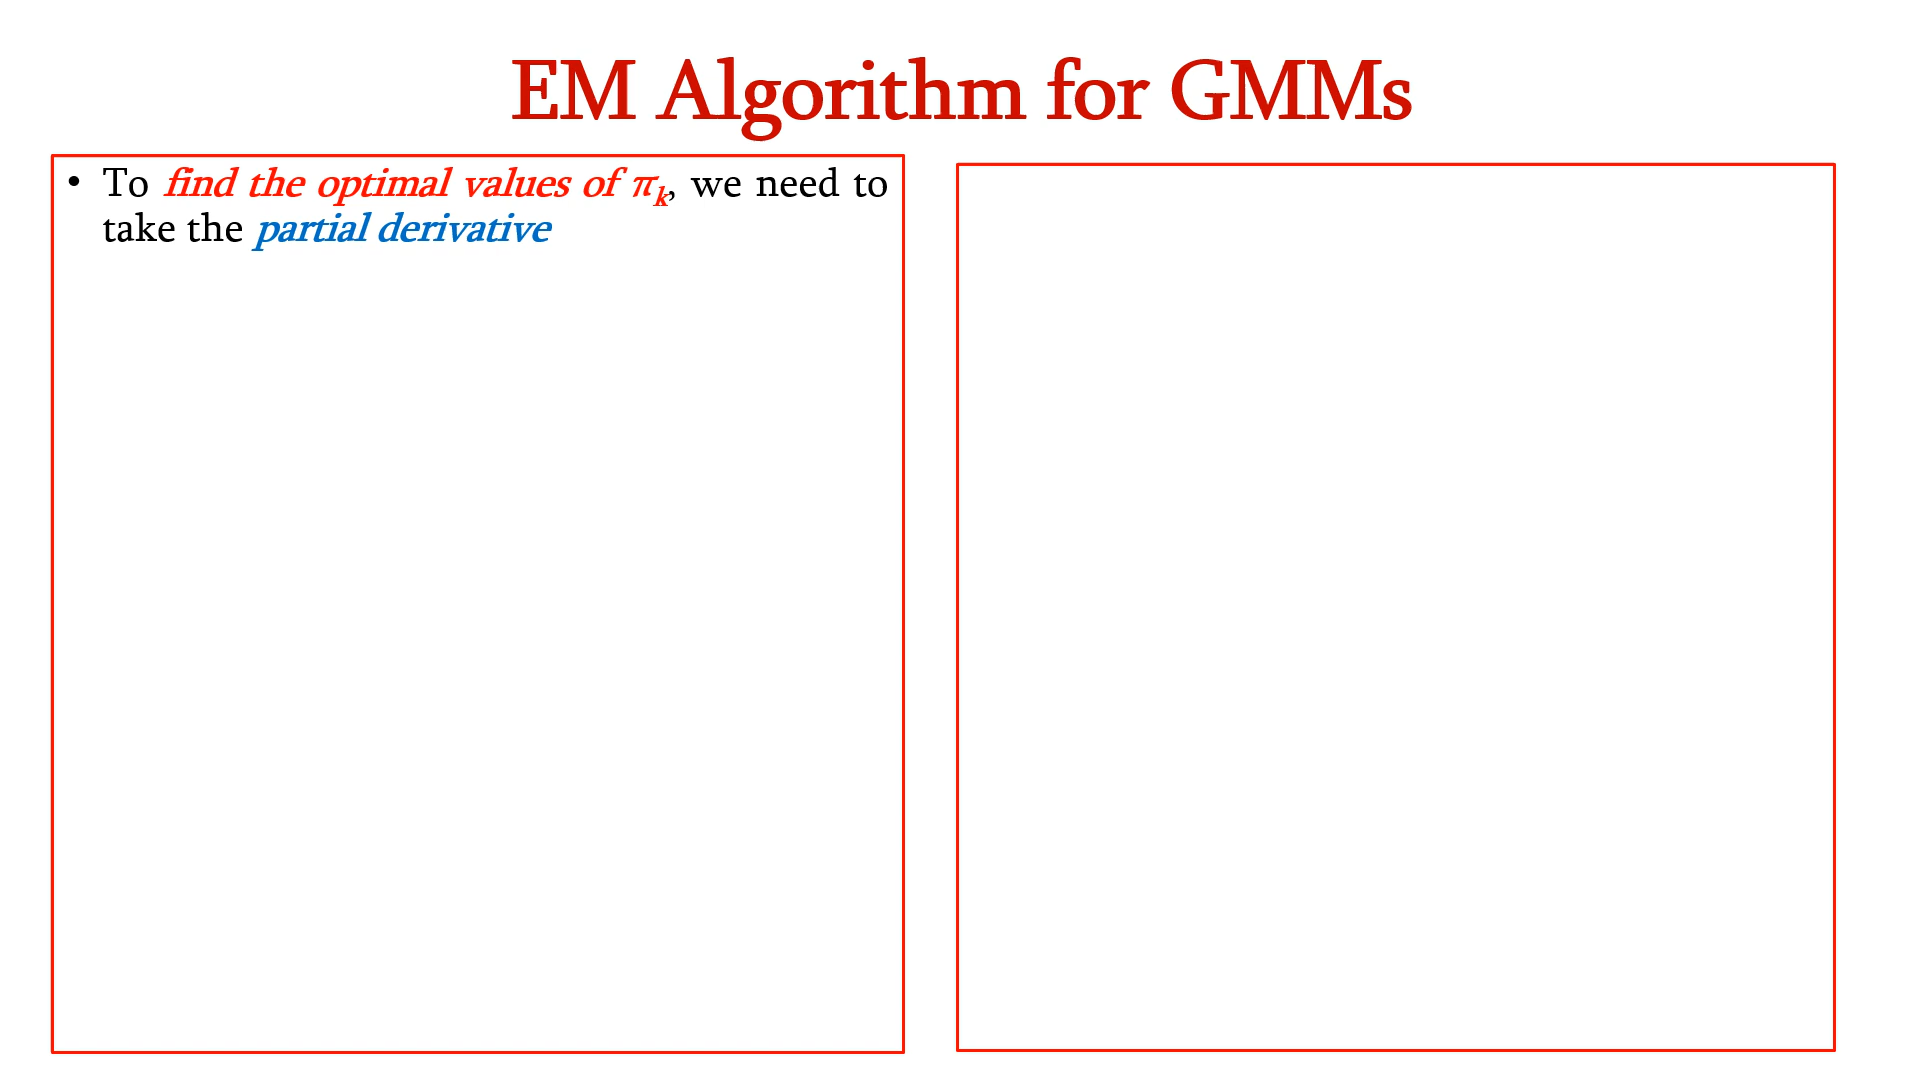 EM Algorithm for GMMs
• To find the optimal values of πk, we need to
take the partial derivative